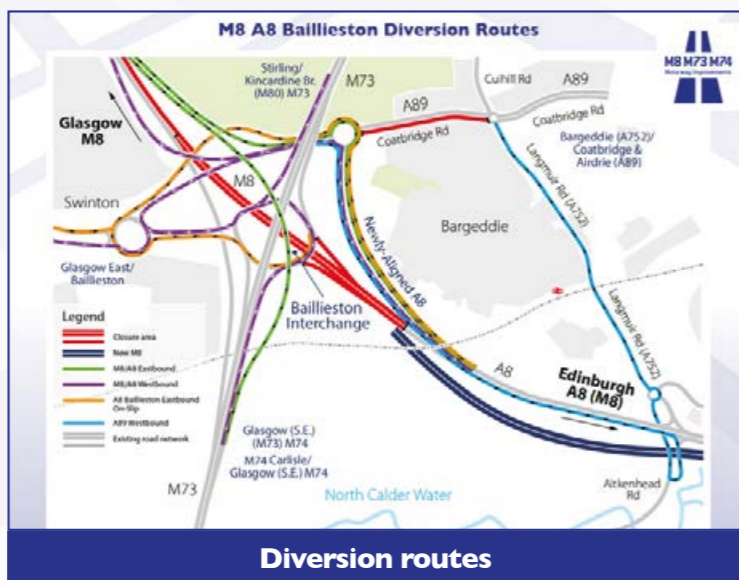 M8 A8 Baillieston Diversion Routes
M8 M73 M74
Motorway Improvements
Stirling/
Kincardine Br.
(M80) M73
M73
Cuihill Rd
A89
A89
Coatbridge Rd
Coatbridge Rd
Bargeddie (A752)/
Coatbridge &
Airdrie (A89)
Glasgow
M8
M8
Swinton
Langmuir Rd (A752)
Bargeddie
Newly-Aligned A8
Glasgow East/
Baillieston
Baillieston
Interchange
Langmuir Rd (A752)
Legend
Closure area
New M8
M8/A8 Eastbound
M8/A8 Westbound
A8 Baillieston Eastbound
On-Slip
A89 Westbound
Existing road network
A8
Edinburgh
A8 (M8)
Glasgow (S.E.)
(M73) M74
M74 Carlisle/
Glasgow (S.E.) M74
M73
North Calder Water
Aitkenhead
Rd
Diversion routes